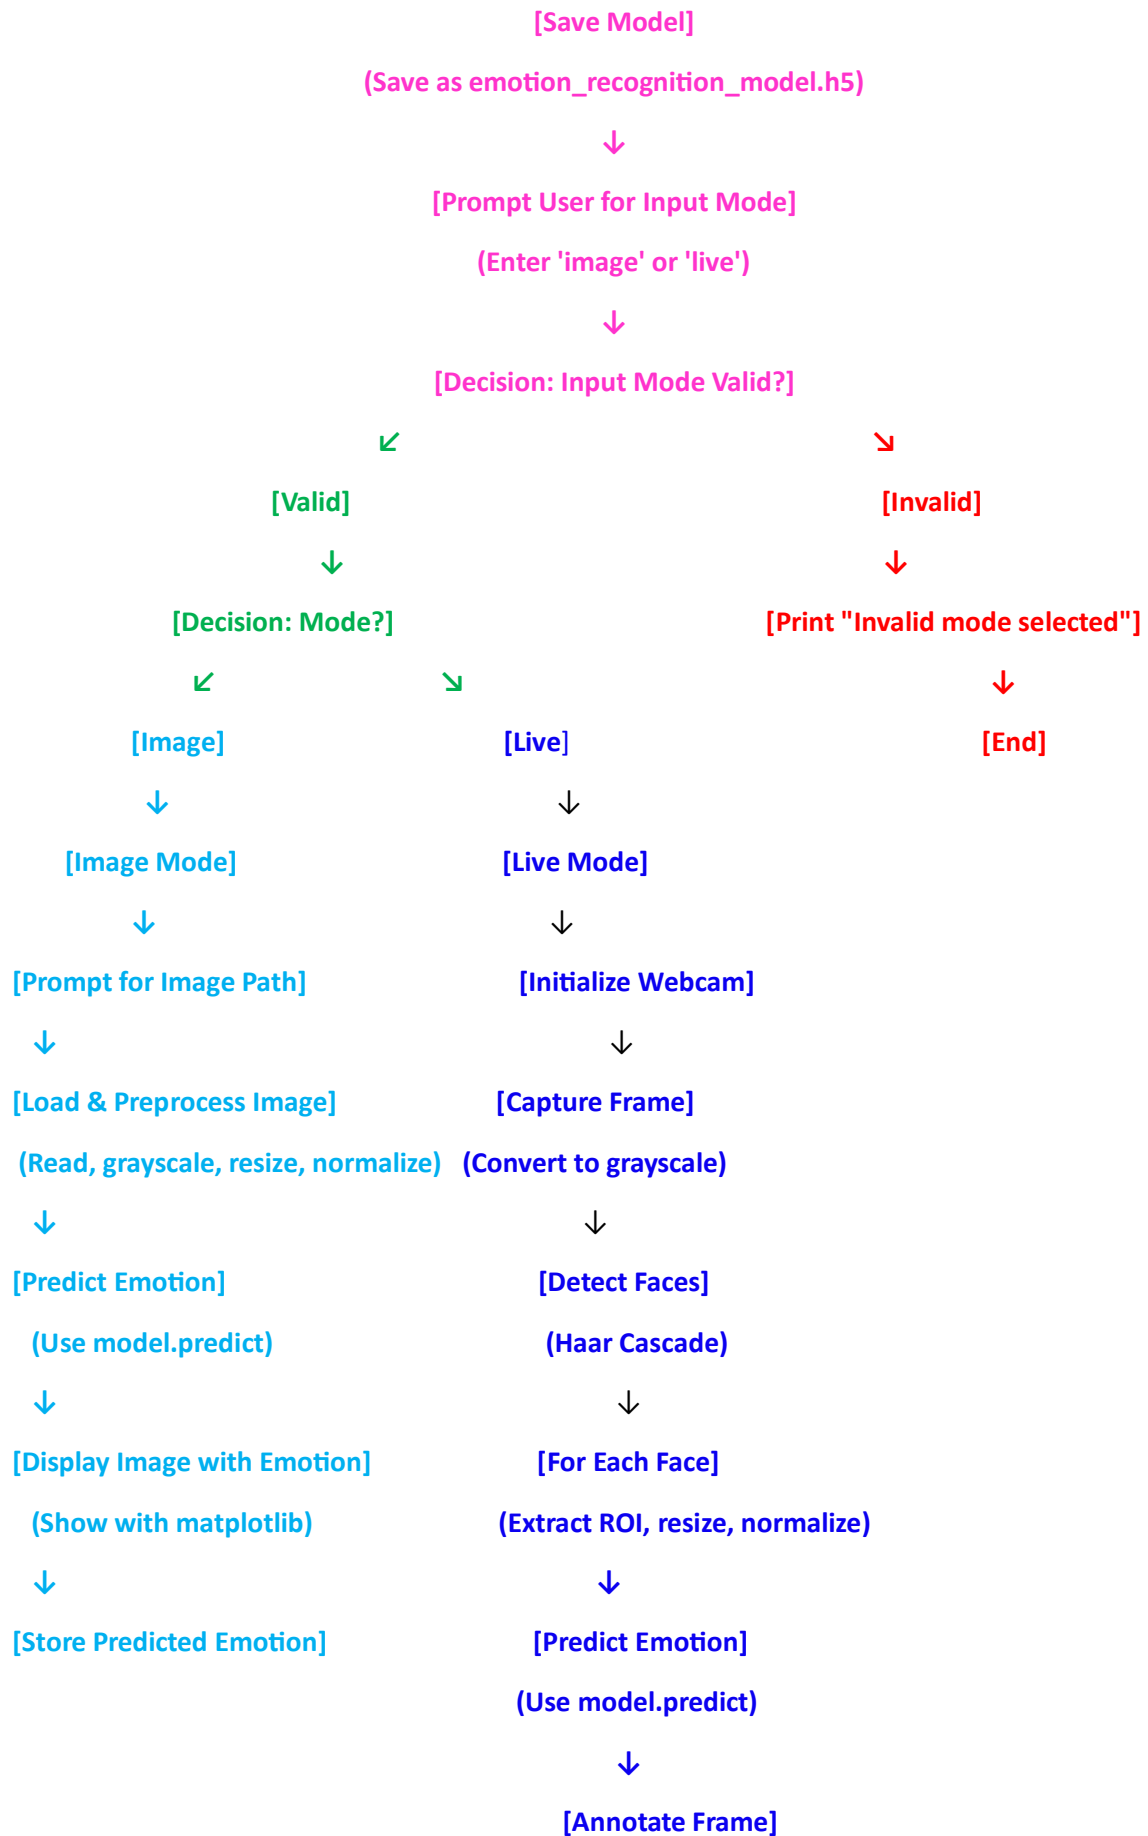 [Save Model]
(Save as emotion_recognition_model.h5)
↓
[Prompt User for Input Mode]
(Enter 'image' or 'live')
↓
[Decision: Input Mode Valid?]
↙ ↘
[Valid] [Invalid]
↓ ↓
[Decision: Mode?] [Print "Invalid mode selected"]
↙ ↘ ↓
[Image] [Live] [End]
↓ ↓
[Image Mode] [Live Mode]
↓ ↓
[Prompt for Image Path] [Initialize Webcam]
↓ ↓
[Load & Preprocess Image] [Capture Frame]
(Read, grayscale, resize, normalize) (Convert to grayscale)
↓ ↓
[Predict Emotion] [Detect Faces]
(Use model.predict) (Haar Cascade)
↓ ↓
[Display Image with Emotion] [For Each Face]
(Show with matplotlib) (Extract ROI, resize, normalize)
↓ ↓
[Store Predicted Emotion] [Predict Emotion]
(Use model.predict)
↓
[Annotate Frame]